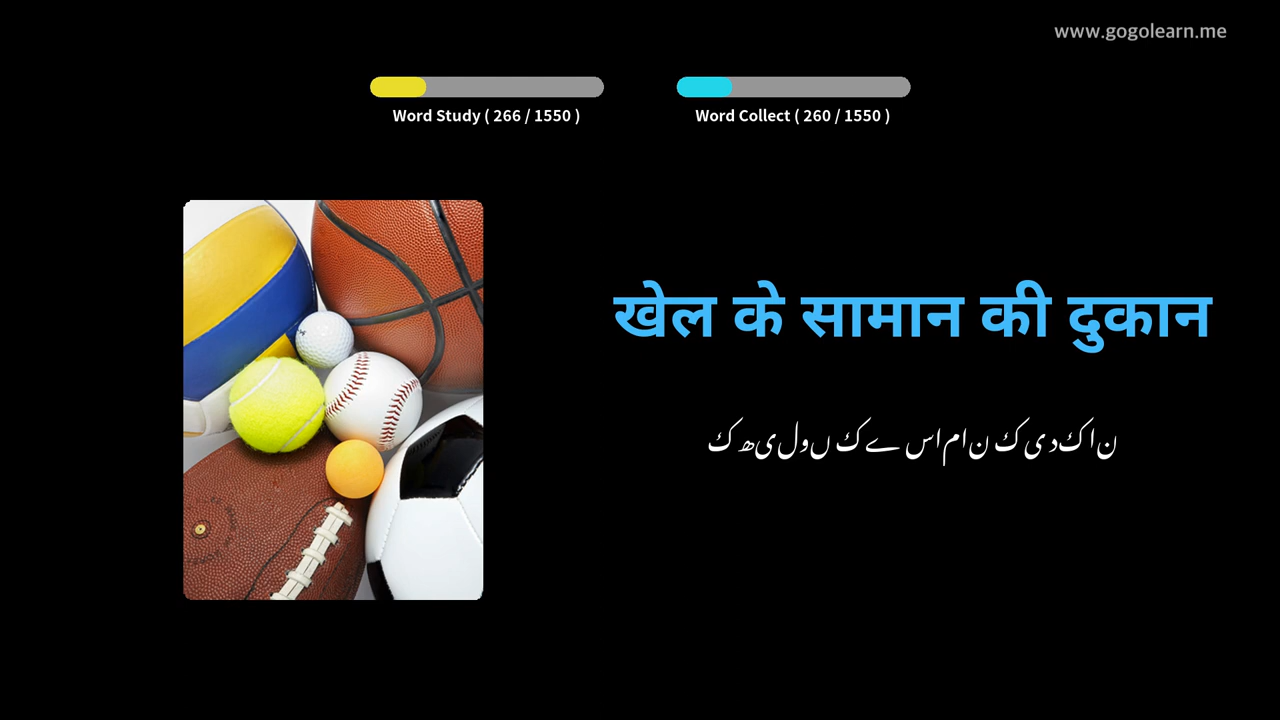 www.gogolearn.me
Word Study ( 266 / 1550 )
Word Collect ( 260 / 1550 )
खेल के सामान की दुकान
کھیلوں کے سامان کی دکان